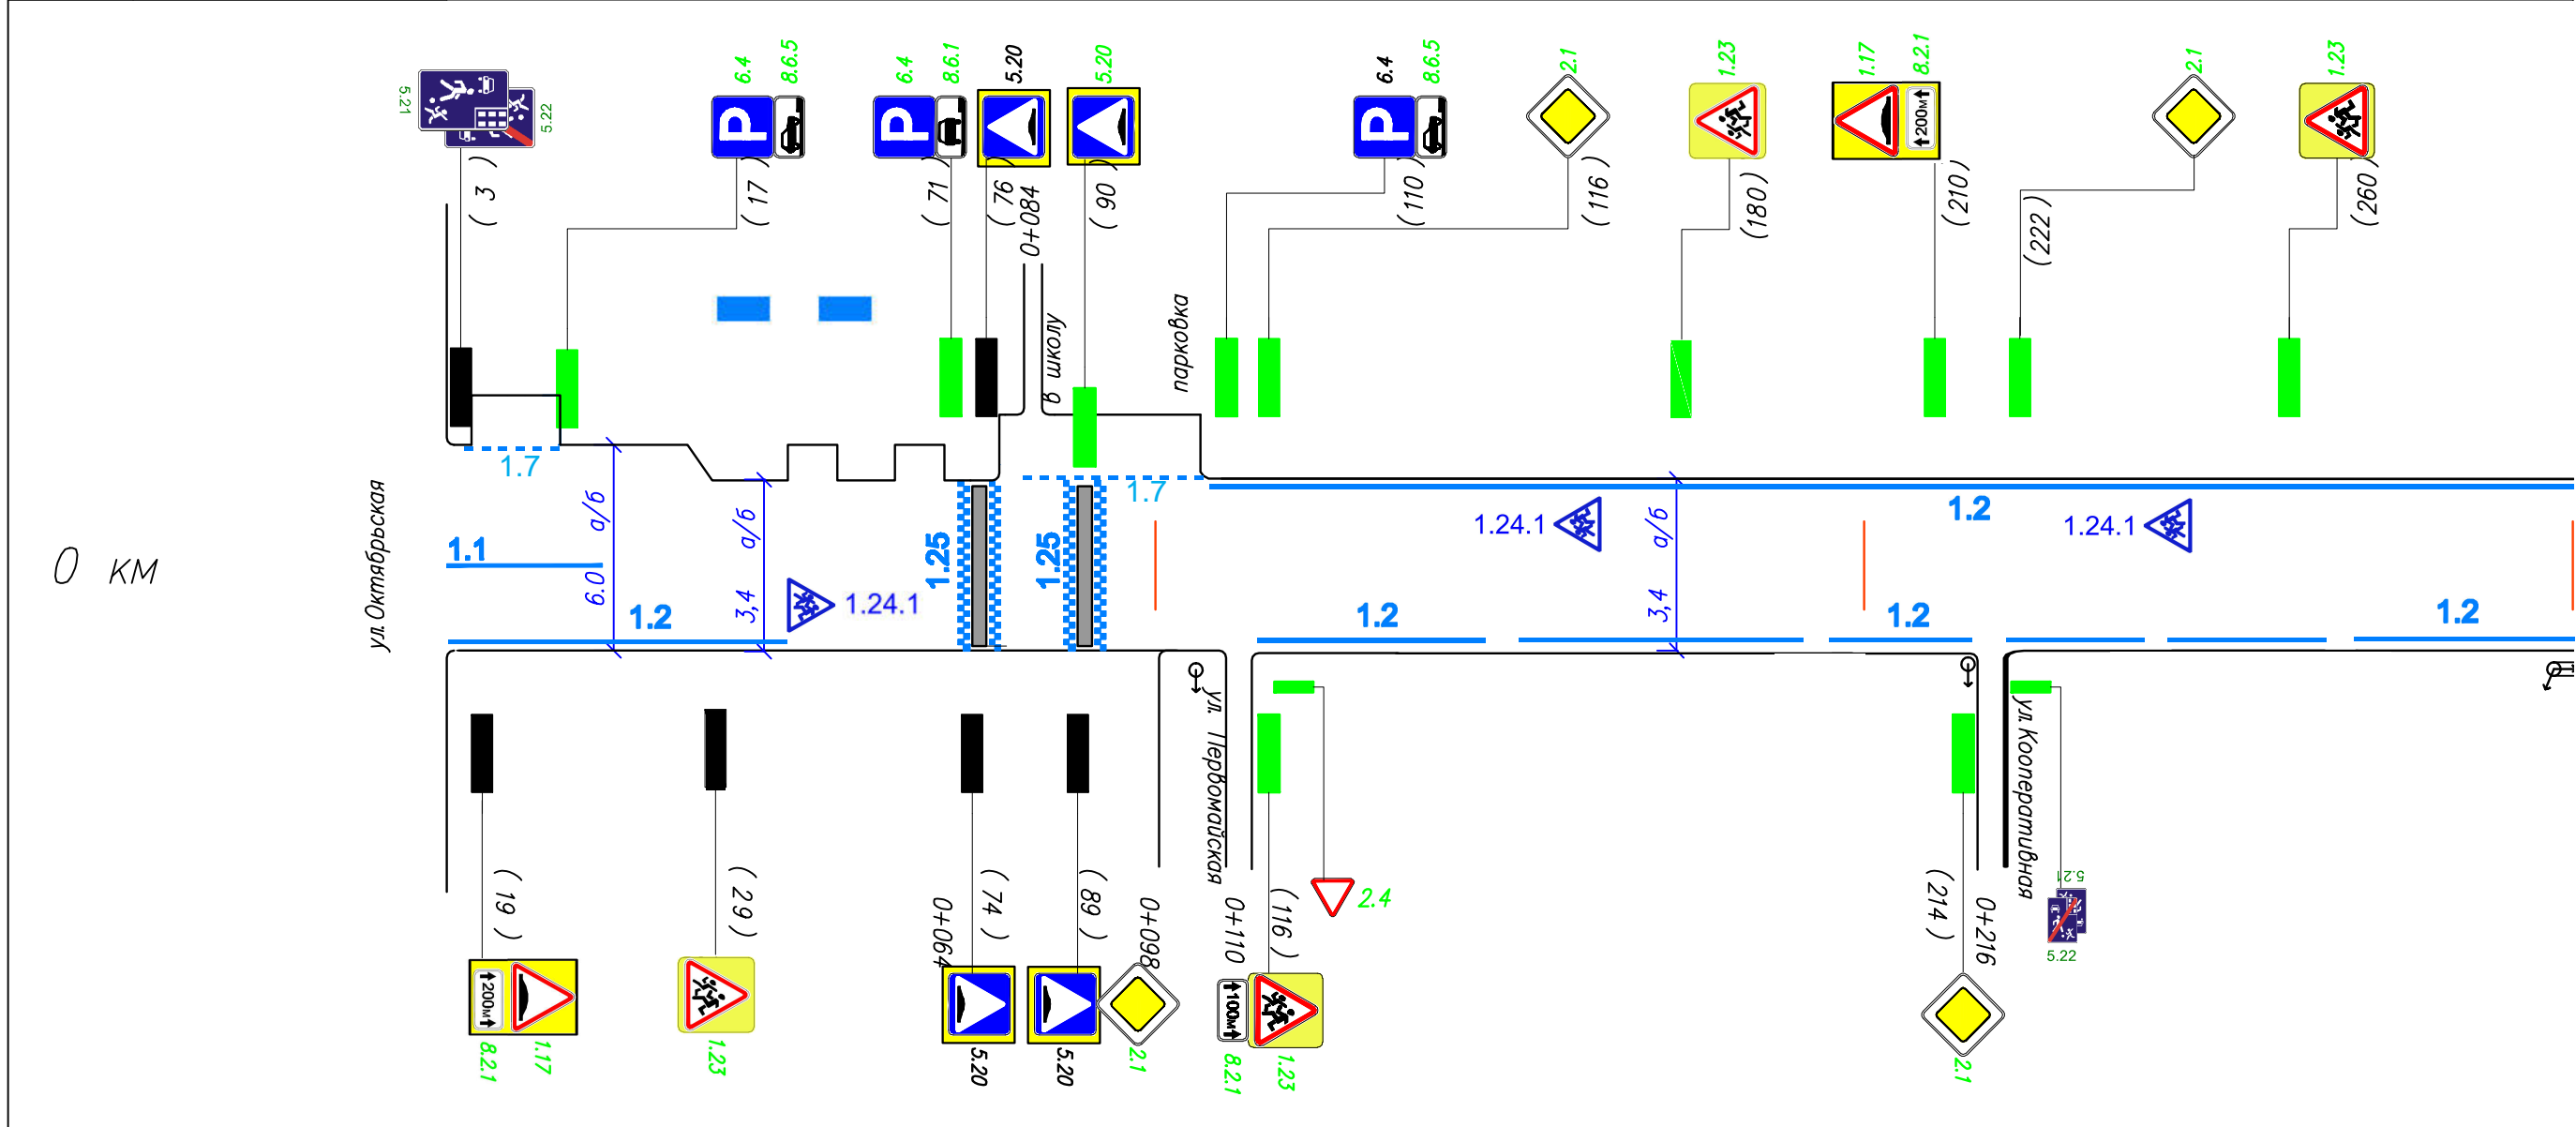 6.4
8.6.5
6.4
8.6.1
5.20
5.20
6.4
8.6.5
2.1
1.23
1.17
8.2.1
2.1
1.23
5.21
5.22
P
P
P
↑200м↑
( 3 )
( 17 )
( 71 )
( 76 )
0+084
( 90 )
(110)
(116)
(180)
(210)
(222)
(260)
в школу
парковка
1.7
1.7
0 км
ул.Октябрьская
1.1
6.0 а/б
1.2
3,4 а/б
1.24.1
1.25
1.25
1.24.1
3,4 а/б
1.2
1.24.1
1.2
1.2
1.2
ул. Первомайская
ул.Кооперативная
( 19 )
( 29 )
0+064
( 74 )
( 89 )
0+098
0+110
(116)
2.4
(214)
0+216
5.21
5.22
↑200м↑
↑100м↑
8.2.1
1.17
1.23
5.20
5.20
2.1
8.2.1
1.23
2.1